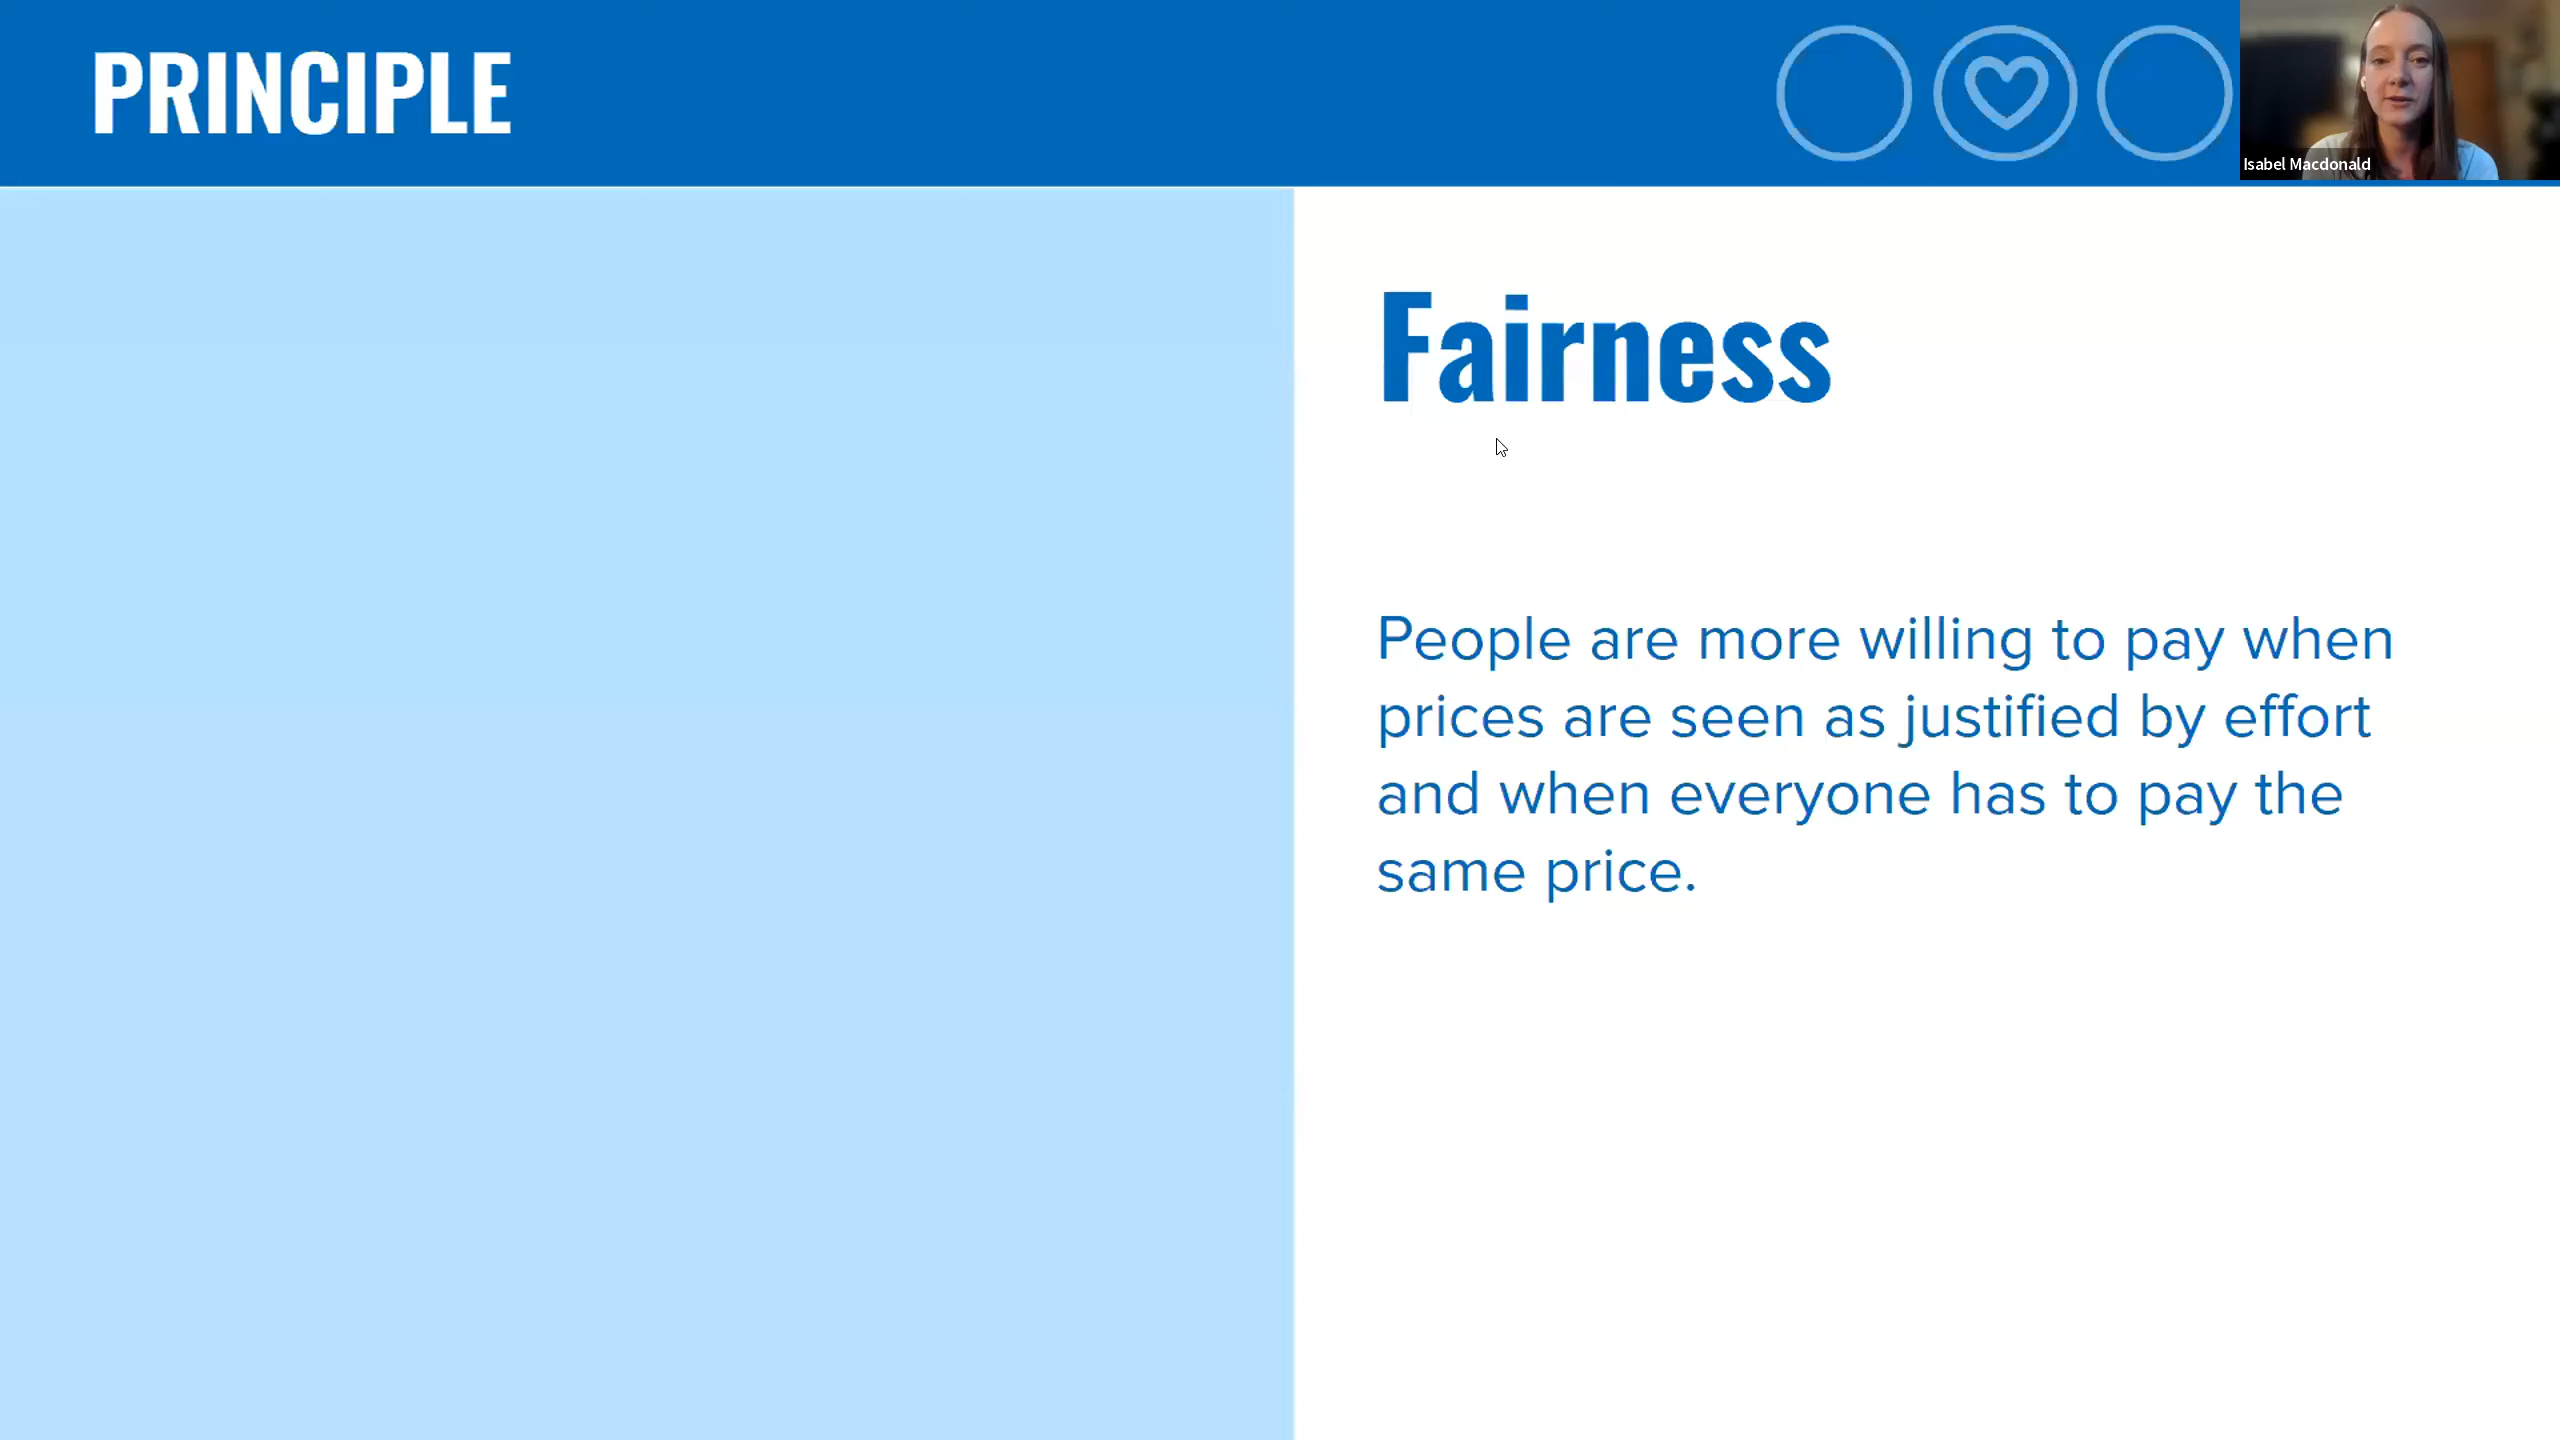 PRINCIPLE
Isabel Macdonald
Fairness
People are more willing to pay when
prices are seen as justified by effort
and when everyone has to pay the
same price.